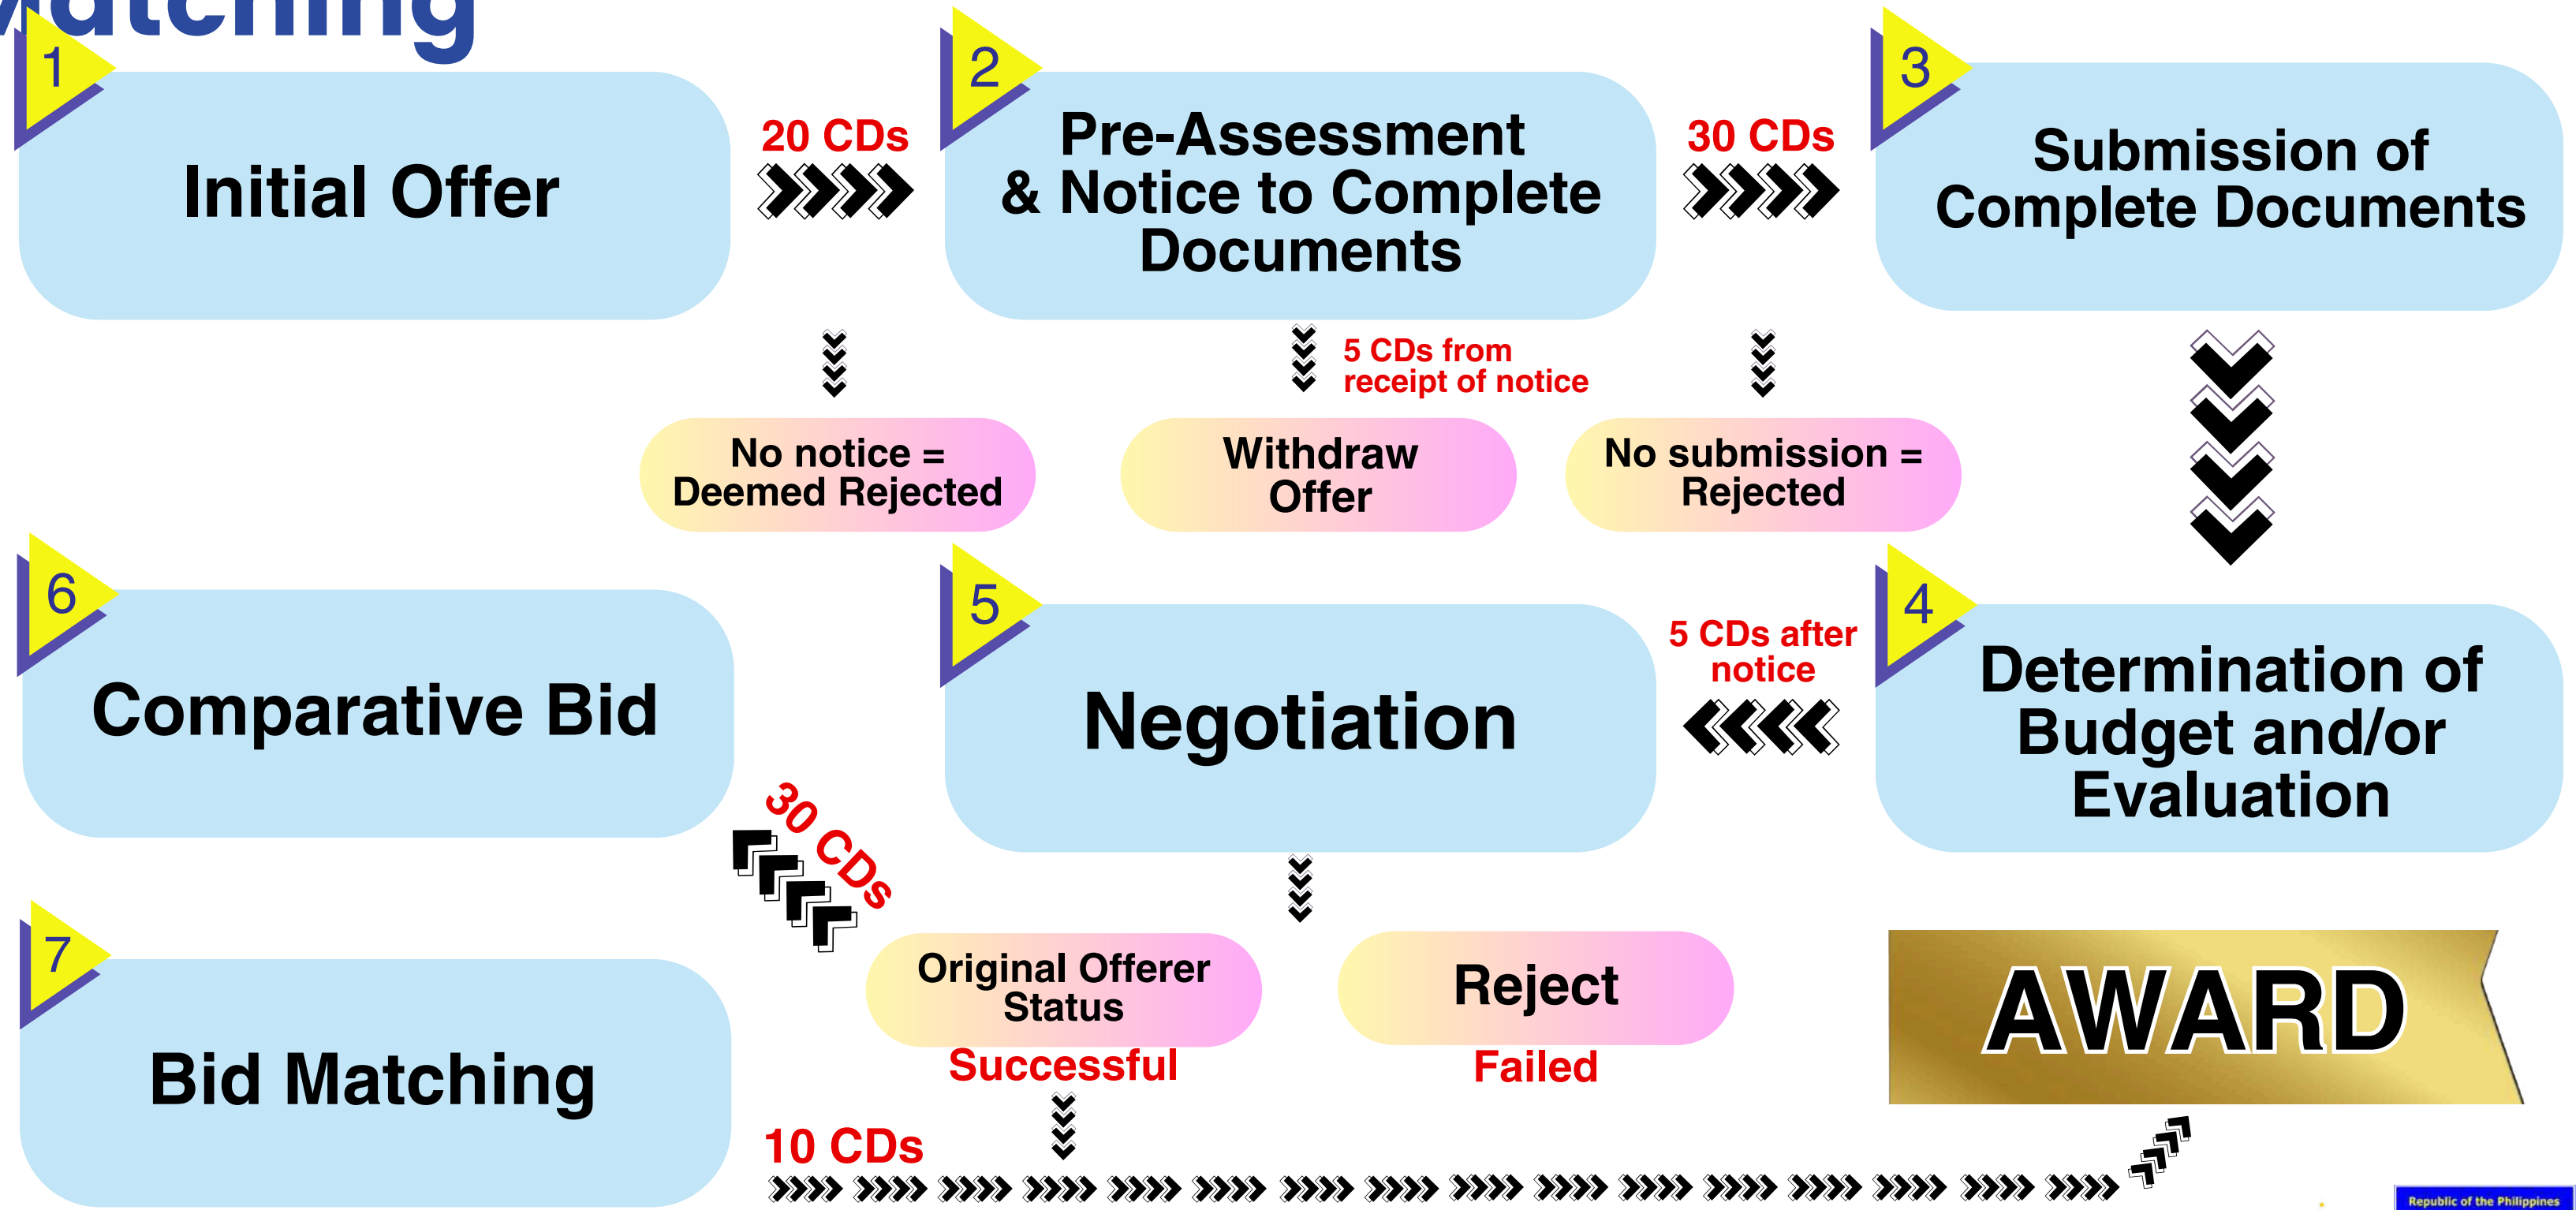 Matching
1
Initial Offer
20 CDs
2
Pre-Assessment
& Notice to Complete
Documents
30 CDs
3
Submission of
Complete Documents
No notice =
Deemed Rejected
5 CDs from
receipt of notice
Withdraw
Offer
No submission =
Rejected
6
Comparative Bid
5
Negotiation
5 CDs after
notice
4
Determination of
Budget and/or
Evaluation
30 CDs
7
Bid Matching
Original Offerer
Status
Successful
Reject
Failed
AWARD
10 CDs
Republic of the Philippines